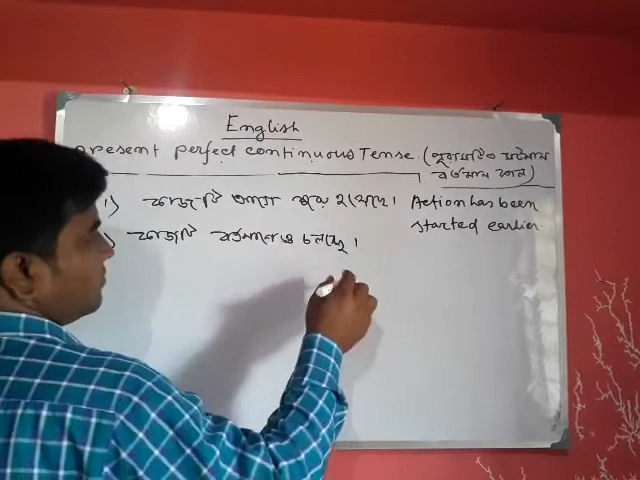 English
present perfect continuous Tense. (পুরাঘটিত ঘটমান
বর্তমান কাল)
১) কাজটি আগে শুরু হয়েছে। Action has been
started earlier
) কাজটি বর্তমানেও চলছে।